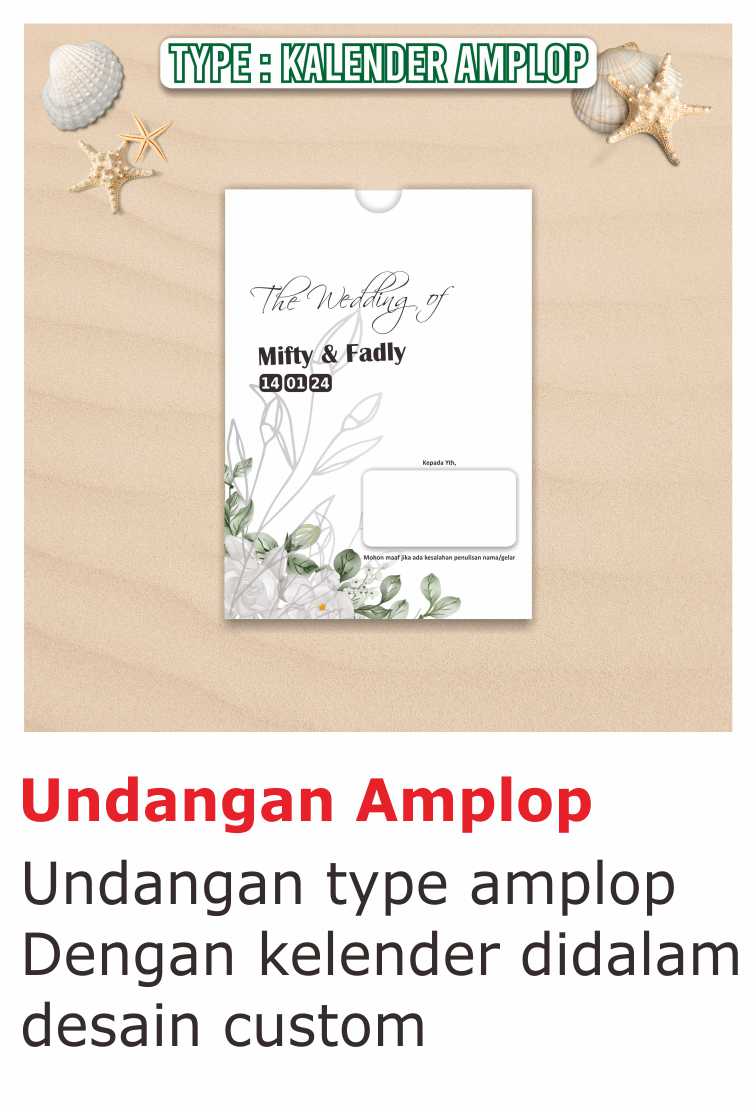 TYPE : KALENDER AMPLOP
The Wedding of
Mifty & Fadly
14 01 24
Kepada Yth,
Mohon maaf jika ada kesalahan penulisan nama/gelar
Undangan Amplop
Undangan type amplop
Dengan kelender didalam
desain custom